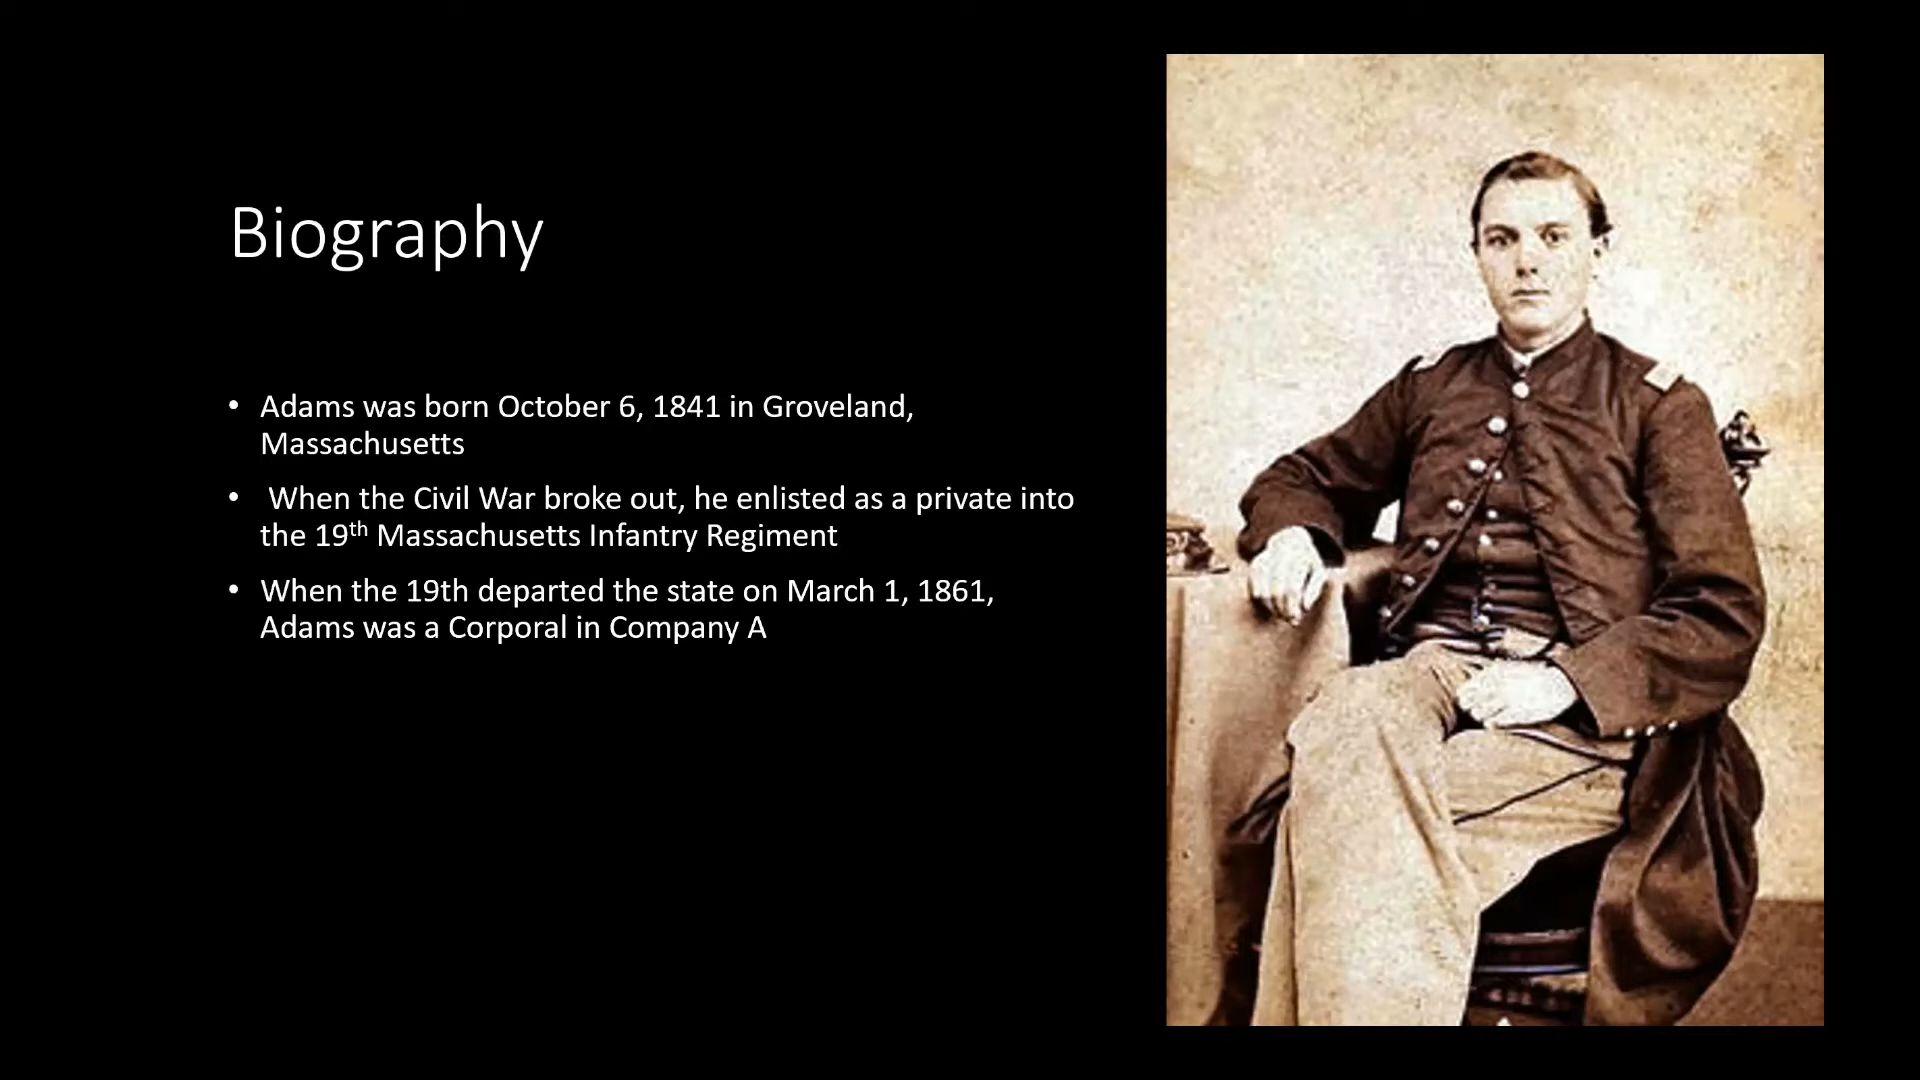 Biography
• Adams was born October 6, 1841 in Groveland,
Massachusetts
• When the Civil War broke out, he enlisted as a private into
the 19th Massachusetts Infantry Regiment
• When the 19th departed the state on March 1, 1861,
Adams was a Corporal in Company A